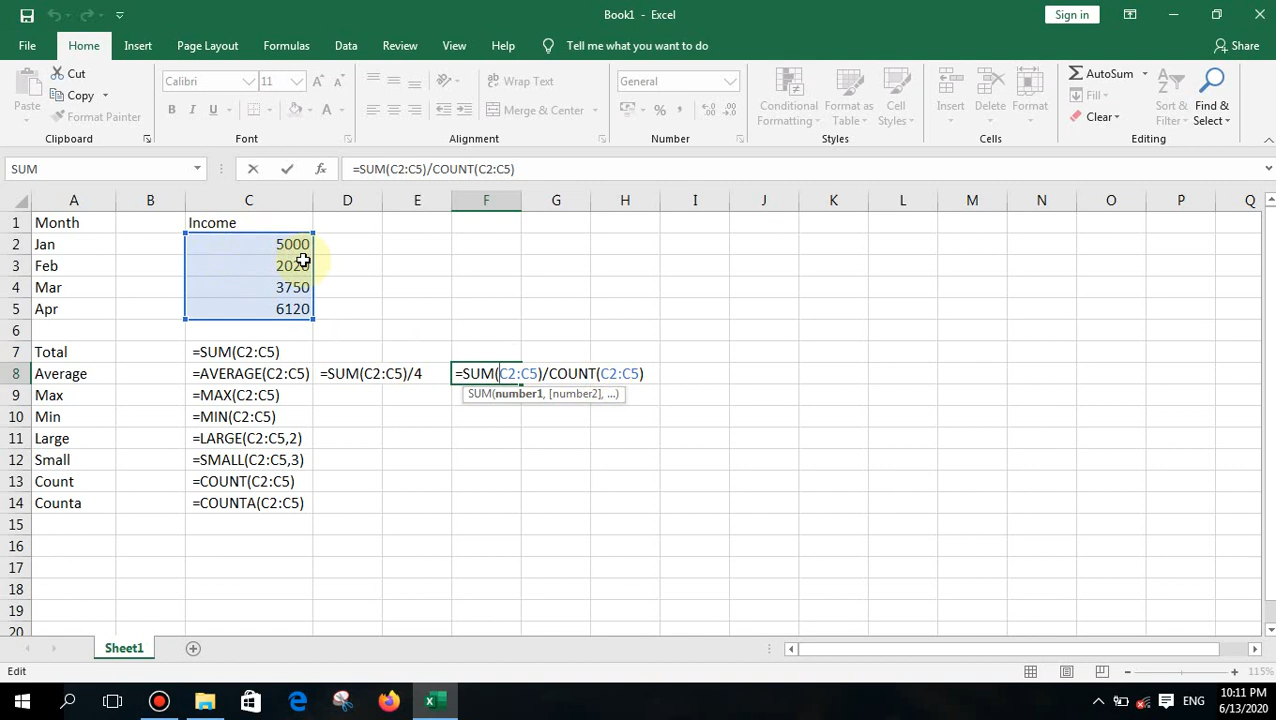 Book1 - Excel
Sign in
File Home Insert Page Layout Formulas Data Review View Help Tell me what you want to do Share
Paste
Cut
Copy
Format Painter
Calibri 11
B I U
Wrap Text
Merge & Center
General
% ,
Conditional Formatting
Format as Table
Cell Styles
Insert
Delete
Format
AutoSum
Fill
Clear
Sort & Filter
Find & Select
Clipboard Font Alignment Number Styles Cells Editing
SUM fx =SUM(C2:C5)/COUNT(C2:C5)
A B C D E F G H I J K L M N O P Q
1 Month Income
2 Jan 5000
3 Feb 2020
4 Mar 3750
5 Apr 6120
6
7 Total =SUM(C2:C5)
8 Average =AVERAGE(C2:C5) =SUM(C2:C5)/4 =SUM(C2:C5)/COUNT(C2:C5)
SUM(number1, [number2], ...)
9 Max =MAX(C2:C5)
10 Min =MIN(C2:C5)
11 Large =LARGE(C2:C5,2)
12 Small =SMALL(C2:C5,3)
13 Count =COUNT(C2:C5)
14 Counta =COUNTA(C2:C5)
15
16
17
18
19
20
Sheet1
Edit 115%
ENG
10:11 PM
6/13/2020